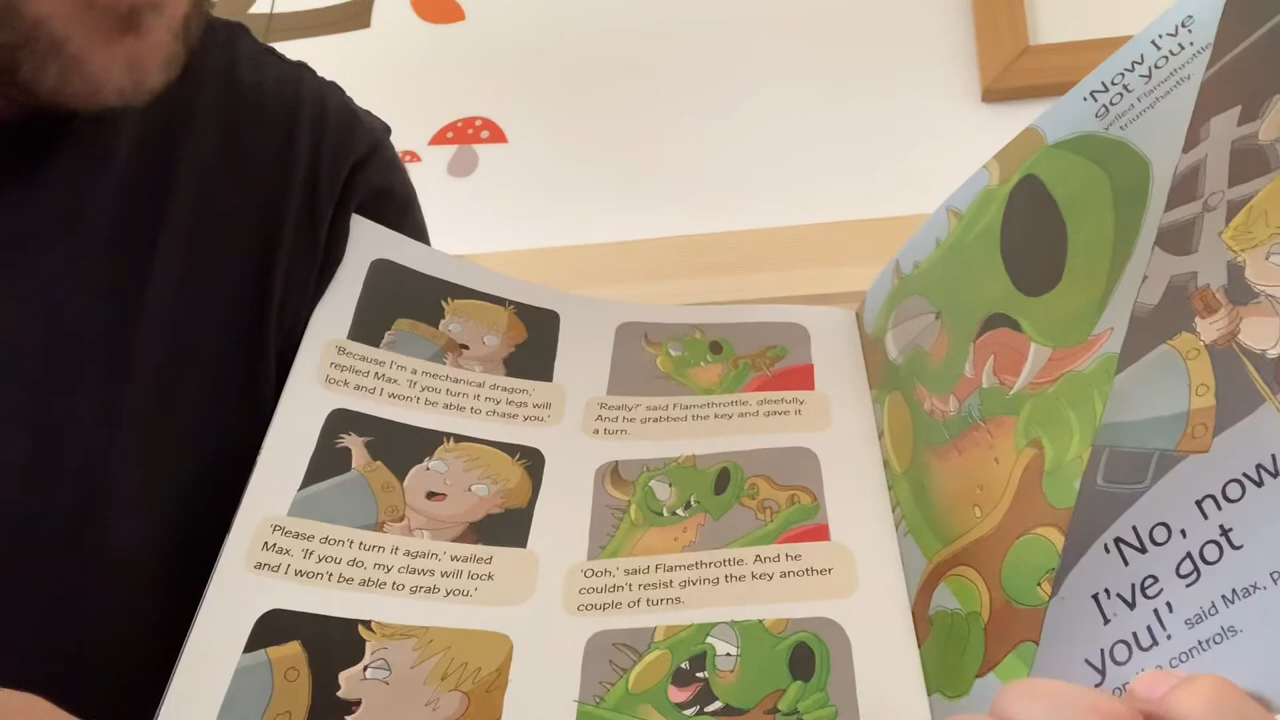 'Because I'm a mechanical dragon,'
replied Max. 'If you turn it my legs will
lock and I won't be able to chase you.'
'Really?' said Flamethrottle, gleefully.
And he grabbed the key and gave it
a turn.
'Please don't turn it again,' wailed
Max. 'If you do, my claws will lock
and I won't be able to grab you.'
'Ooh,' said Flamethrottle. And he
couldn't resist giving the key another
couple of turns.
'Now I've
got you,'
yelled Flamethrottle
triumphantly.
'No, now
I've got
you!' said Max, p
controls.